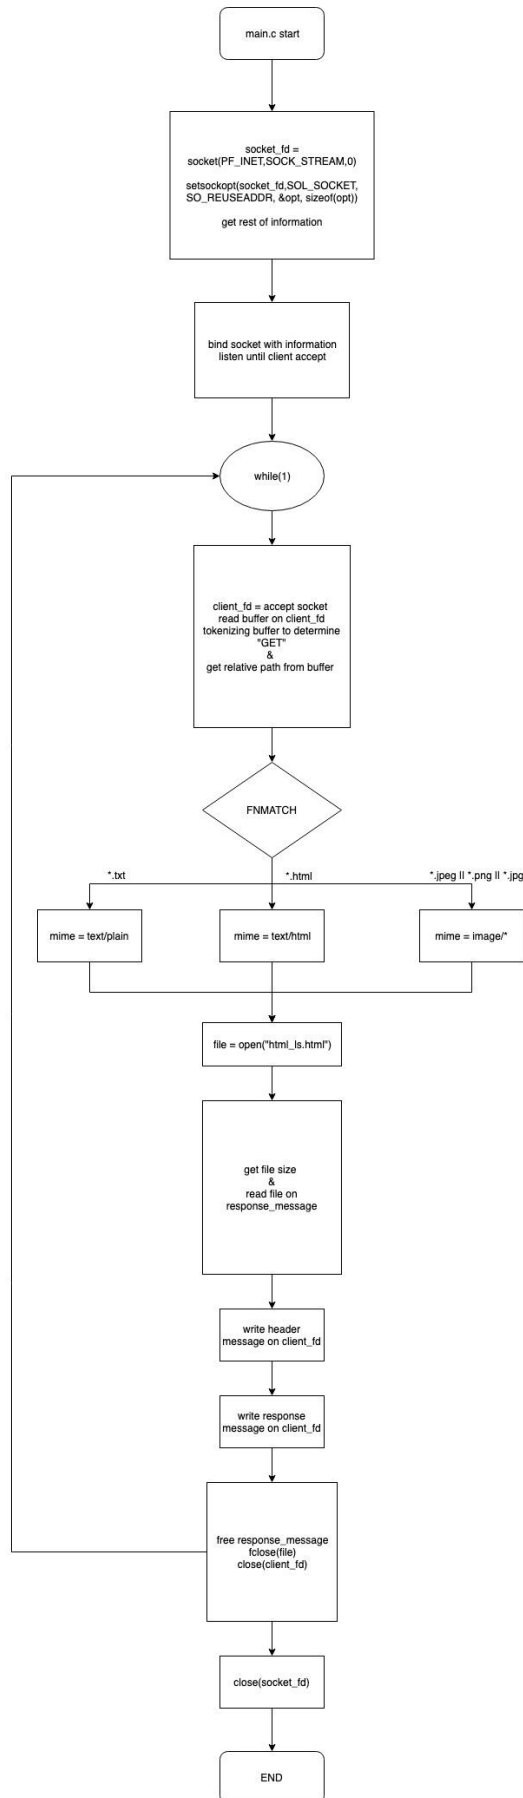 main.c start
socket_fd =
socket(PF_INET,SOCK_STREAM,0)
setsockopt(socket_fd,SOL_SOCKET,
SO_REUSEADDR, &opt, sizeof(opt))
get rest of information
bind socket with information
listen until client accept
while(1)
client_fd = accept socket
read buffer on client_fd
tokenizing buffer to determine
"GET"
&
get relative path from buffer
FNMATCH
*.txt
*.html
*.jpeg II *.png II *.jpg
mime = text/plain
mime = text/html
mime = image/*
file = open("html_ls.html")
get file size
&
read file on
response_message
write header
message on client_fd
write response
message on client_fd
free response_message
fclose(file)
close(client_fd)
close(socket_fd)
END